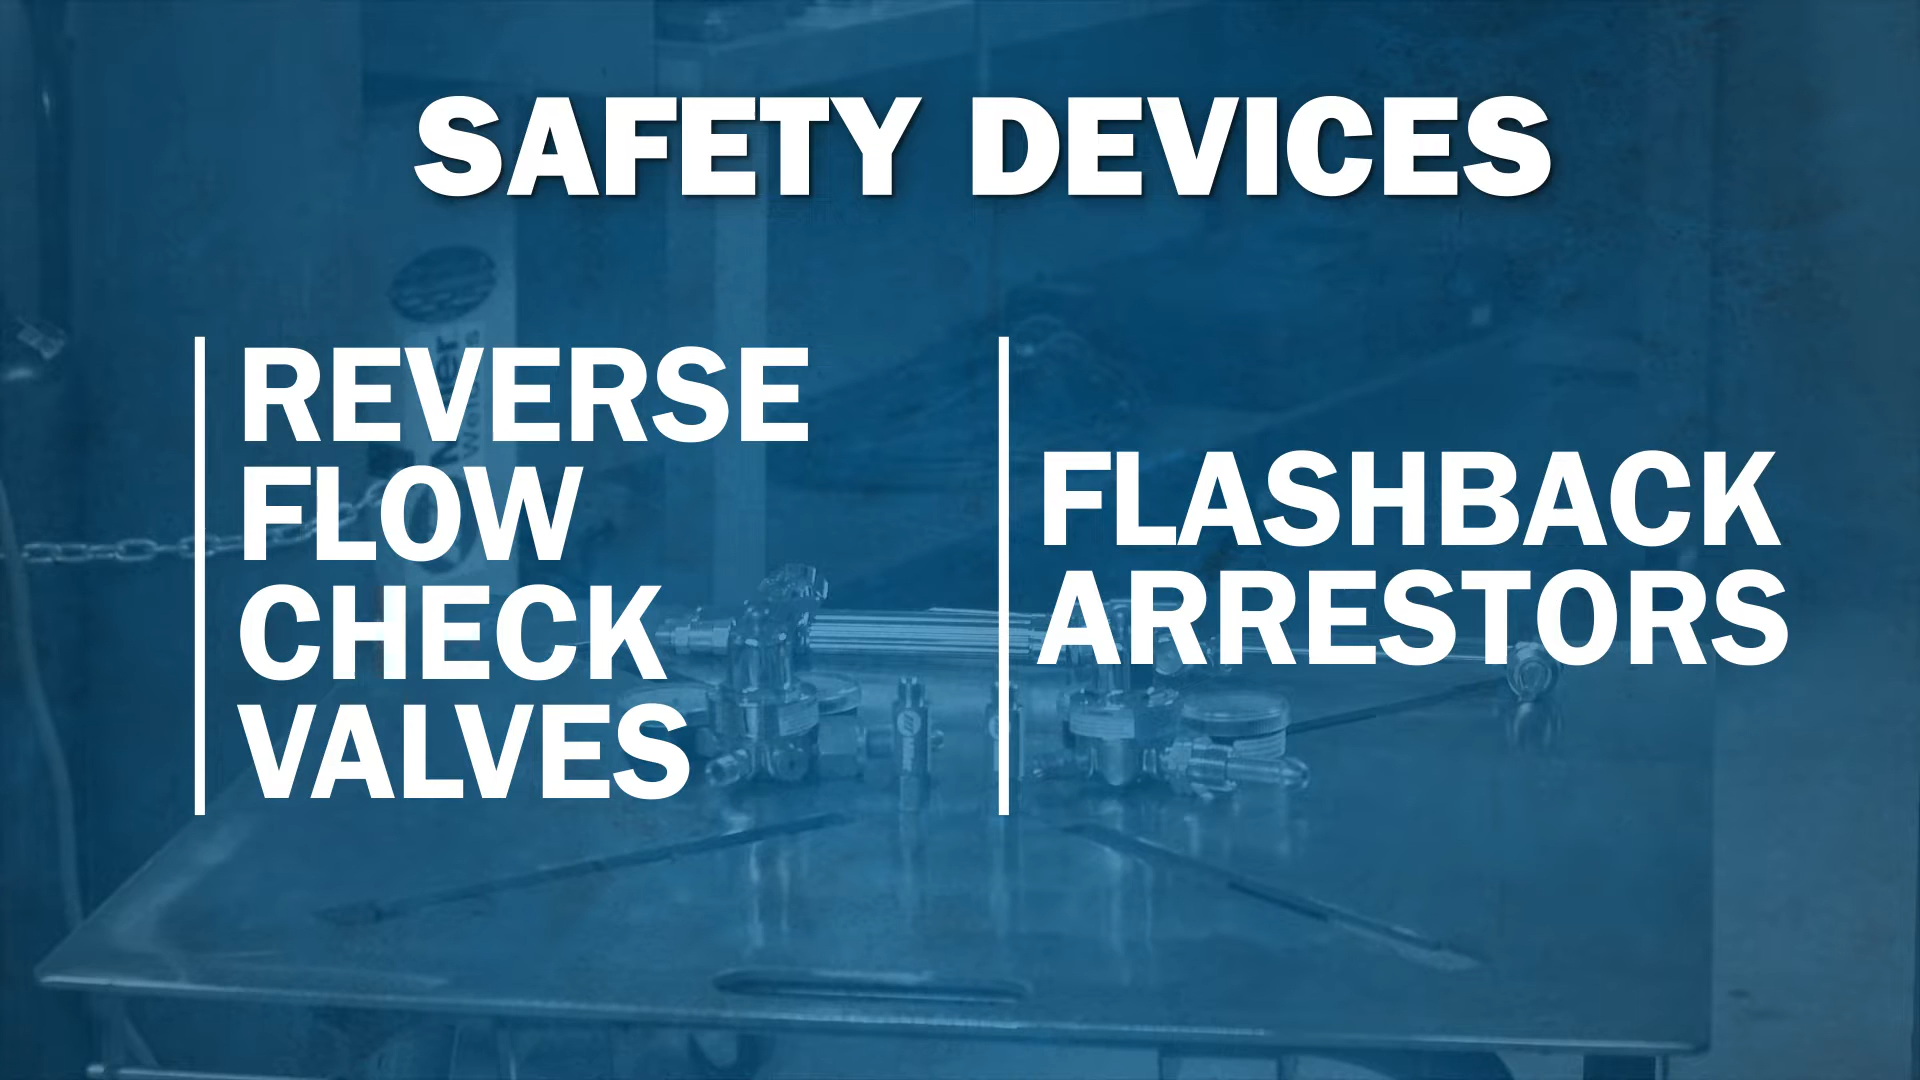 SAFETY DEVICES
REVERSE
FLOW
CHECK
VALVES
FLASHBACK
ARRESTORS